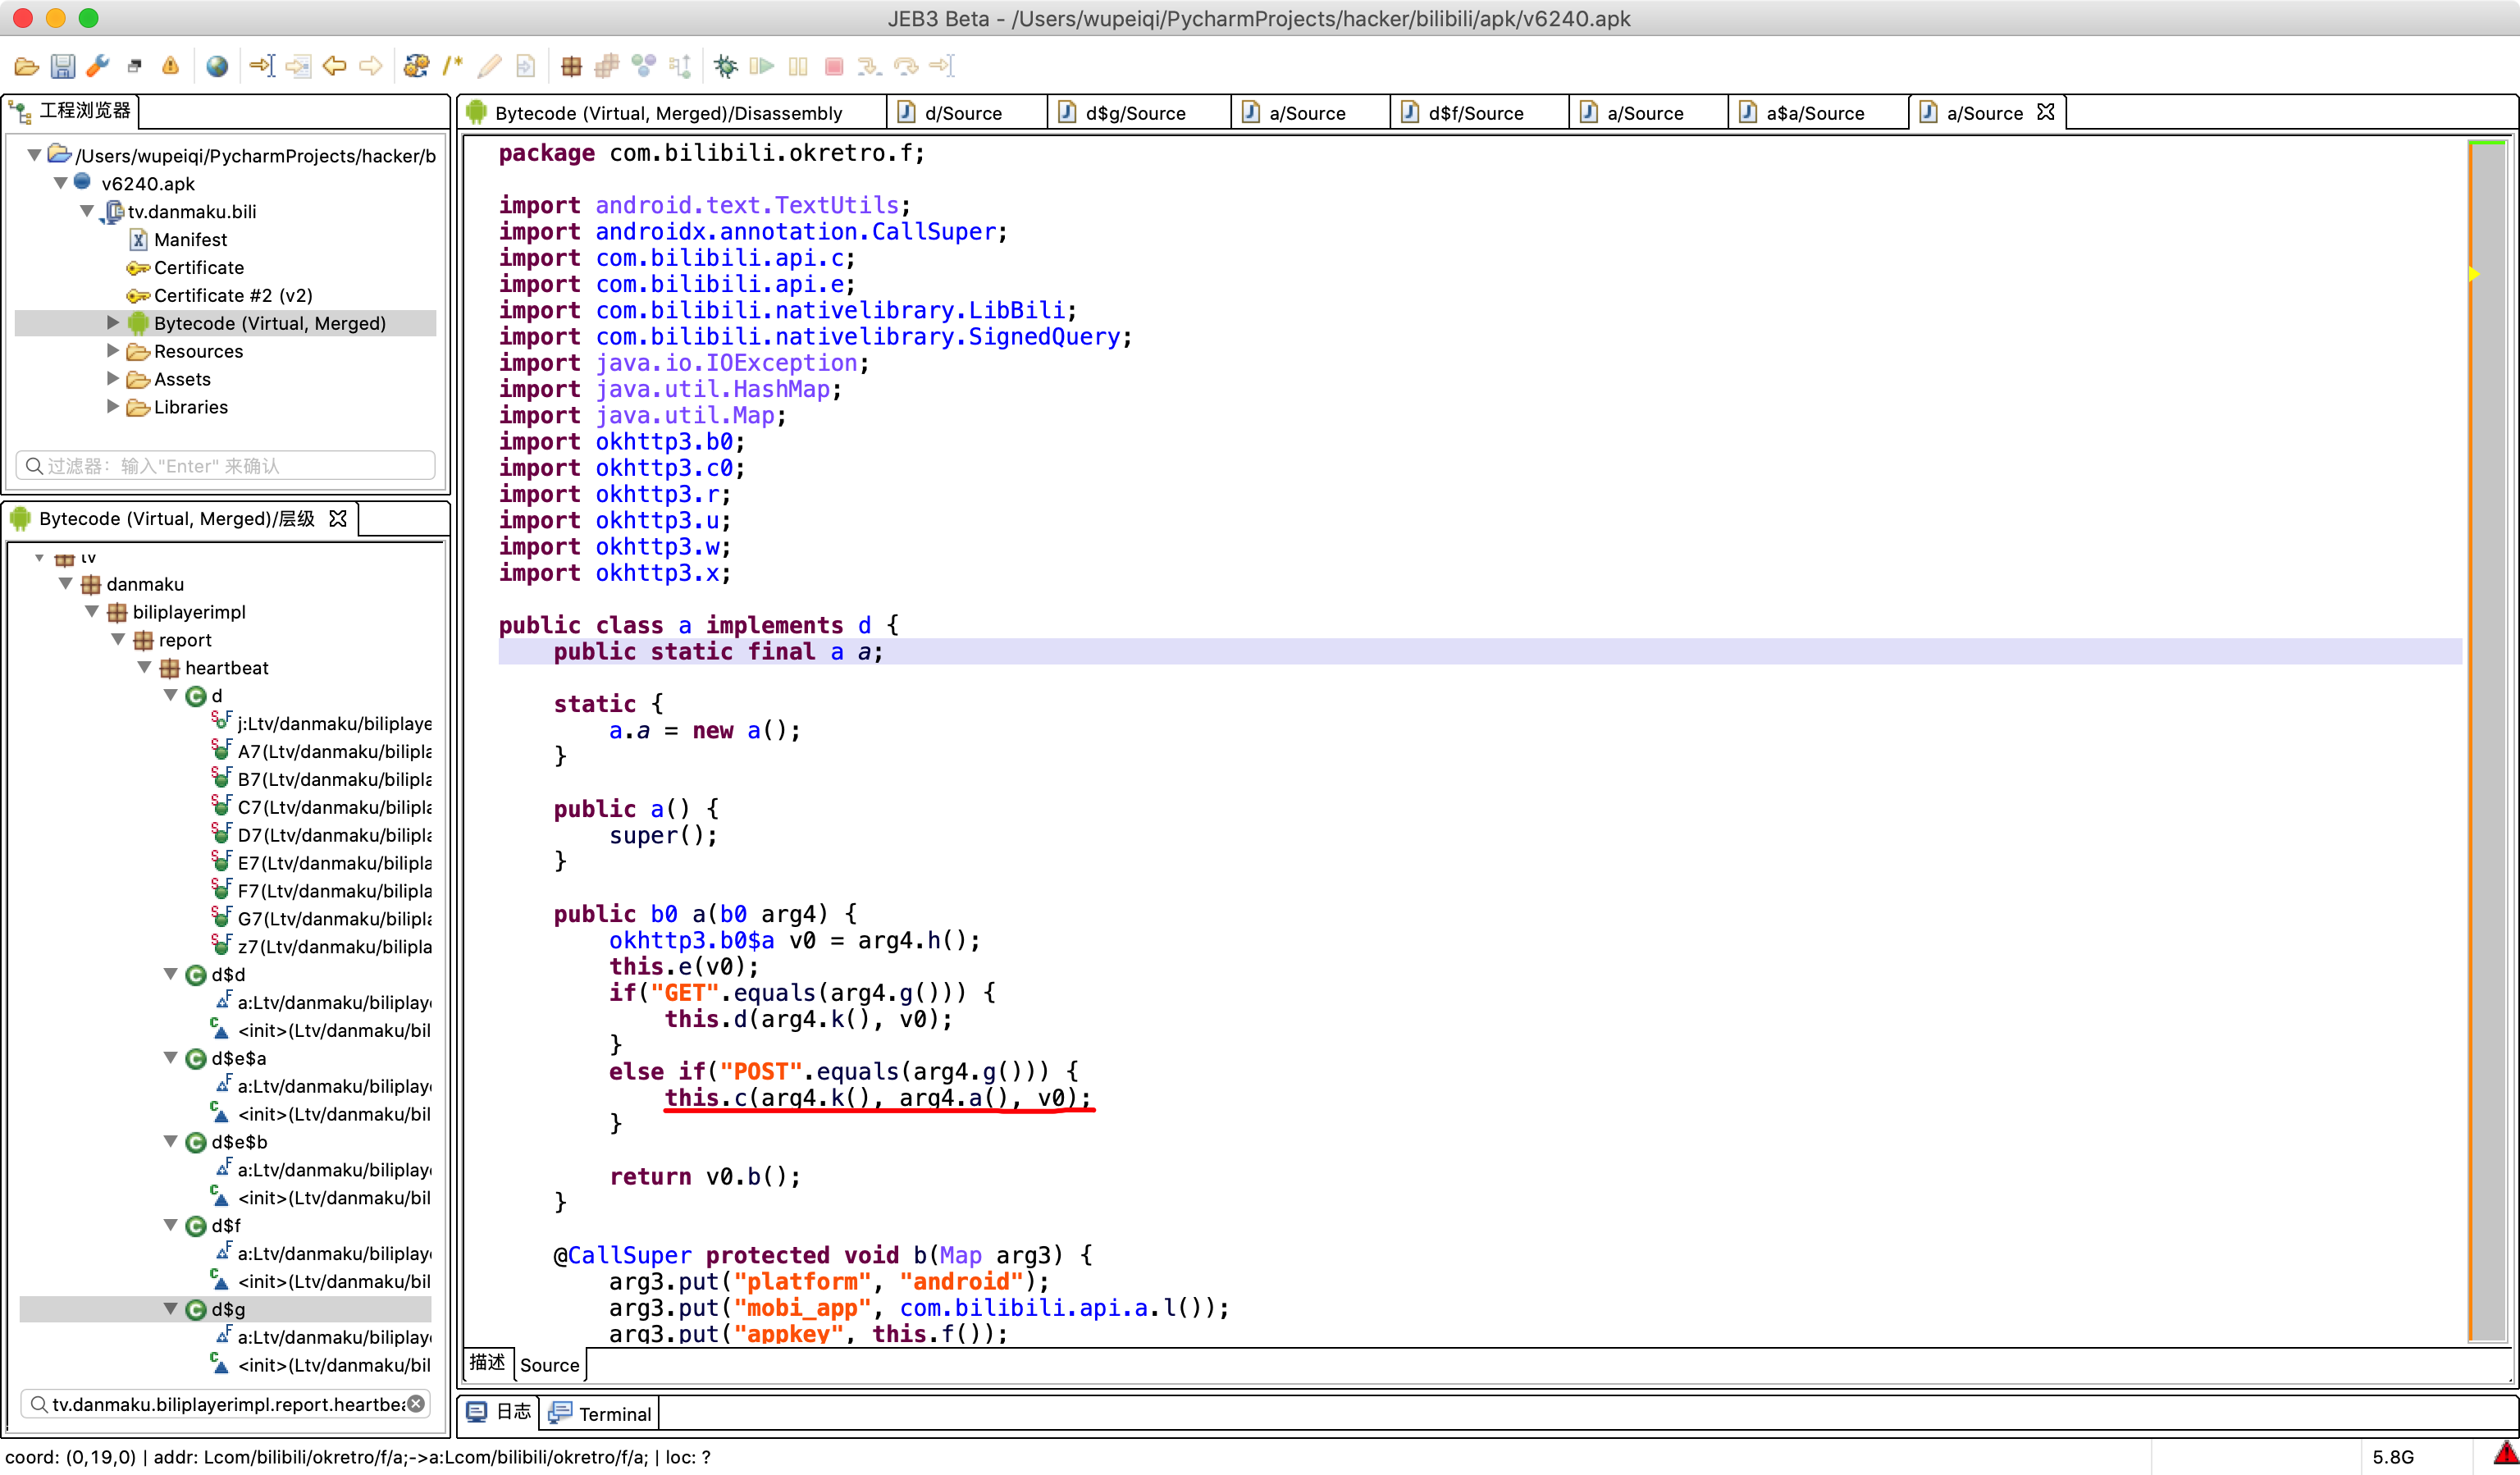 JEB3 Beta - /Users/wupeiqi/PycharmProjects/hacker/bilibili/apk/v6240.apk
工程浏览器
/Users/wupeiqi/PycharmProjects/hacker/b
v6240.apk
tv.danmaku.bili
Manifest
Certificate
Certificate #2 (v2)
Bytecode (Virtual, Merged)
Resources
Assets
Libraries
过滤器: 输入"Enter" 来确认
Bytecode (Virtual, Merged)/层级
tv
danmaku
biliplayerimpl
report
heartbeat
d
j:Ltv/danmaku/biliplaye
A7(Ltv/danmaku/bilipla
B7(Ltv/danmaku/bilipla
C7(Ltv/danmaku/bilipla
D7(Ltv/danmaku/bilipla
E7(Ltv/danmaku/bilipla
F7(Ltv/danmaku/bilipla
G7(Ltv/danmaku/bilipla
z7(Ltv/danmaku/bilipla
d$d
a:Ltv/danmaku/biliplaye
<init>(Ltv/danmaku/bil
d$e$a
a:Ltv/danmaku/biliplaye
<init>(Ltv/danmaku/bil
d$e$b
a:Ltv/danmaku/biliplaye
<init>(Ltv/danmaku/bil
d$f
a:Ltv/danmaku/biliplaye
<init>(Ltv/danmaku/bil
d$g
a:Ltv/danmaku/biliplaye
<init>(Ltv/danmaku/bil
tv.danmaku.biliplayerimpl.report.heartbea
Bytecode (Virtual, Merged)/Disassembly
d/Source
d$g/Source
a/Source
d$f/Source
a/Source
a$a/Source
a/Source
package com.bilibili.okretro.f;
import android.text.TextUtils;
import androidx.annotation.CallSuper;
import com.bilibili.api.c;
import com.bilibili.api.e;
import com.bilibili.nativelibrary.LibBili;
import com.bilibili.nativelibrary.SignedQuery;
import java.io.IOException;
import java.util.HashMap;
import java.util.Map;
import okhttp3.b0;
import okhttp3.c0;
import okhttp3.r;
import okhttp3.u;
import okhttp3.w;
import okhttp3.x;
public class a implements d {
public static final a a;
static {
a.a = new a();
}
public a() {
super();
}
public b0 a(b0 arg4) {
okhttp3.b0$a v0 = arg4.h();
this.e(v0);
if("GET".equals(arg4.g())) {
this.d(arg4.k(), v0);
}
else if("POST".equals(arg4.g())) {
this.c(arg4.k(), arg4.a(), v0);
}
return v0.b();
}
@CallSuper protected void b(Map arg3) {
arg3.put("platform", "android");
arg3.put("mobi_app", com.bilibili.api.a.l());
arg3.put("appkey", this.f());
描述
Source
日志
Terminal
coord: (0,19,0) | addr: Lcom/bilibili/okretro/f/a;->a:Lcom/bilibili/okretro/f/a; | loc: ?
5.8G